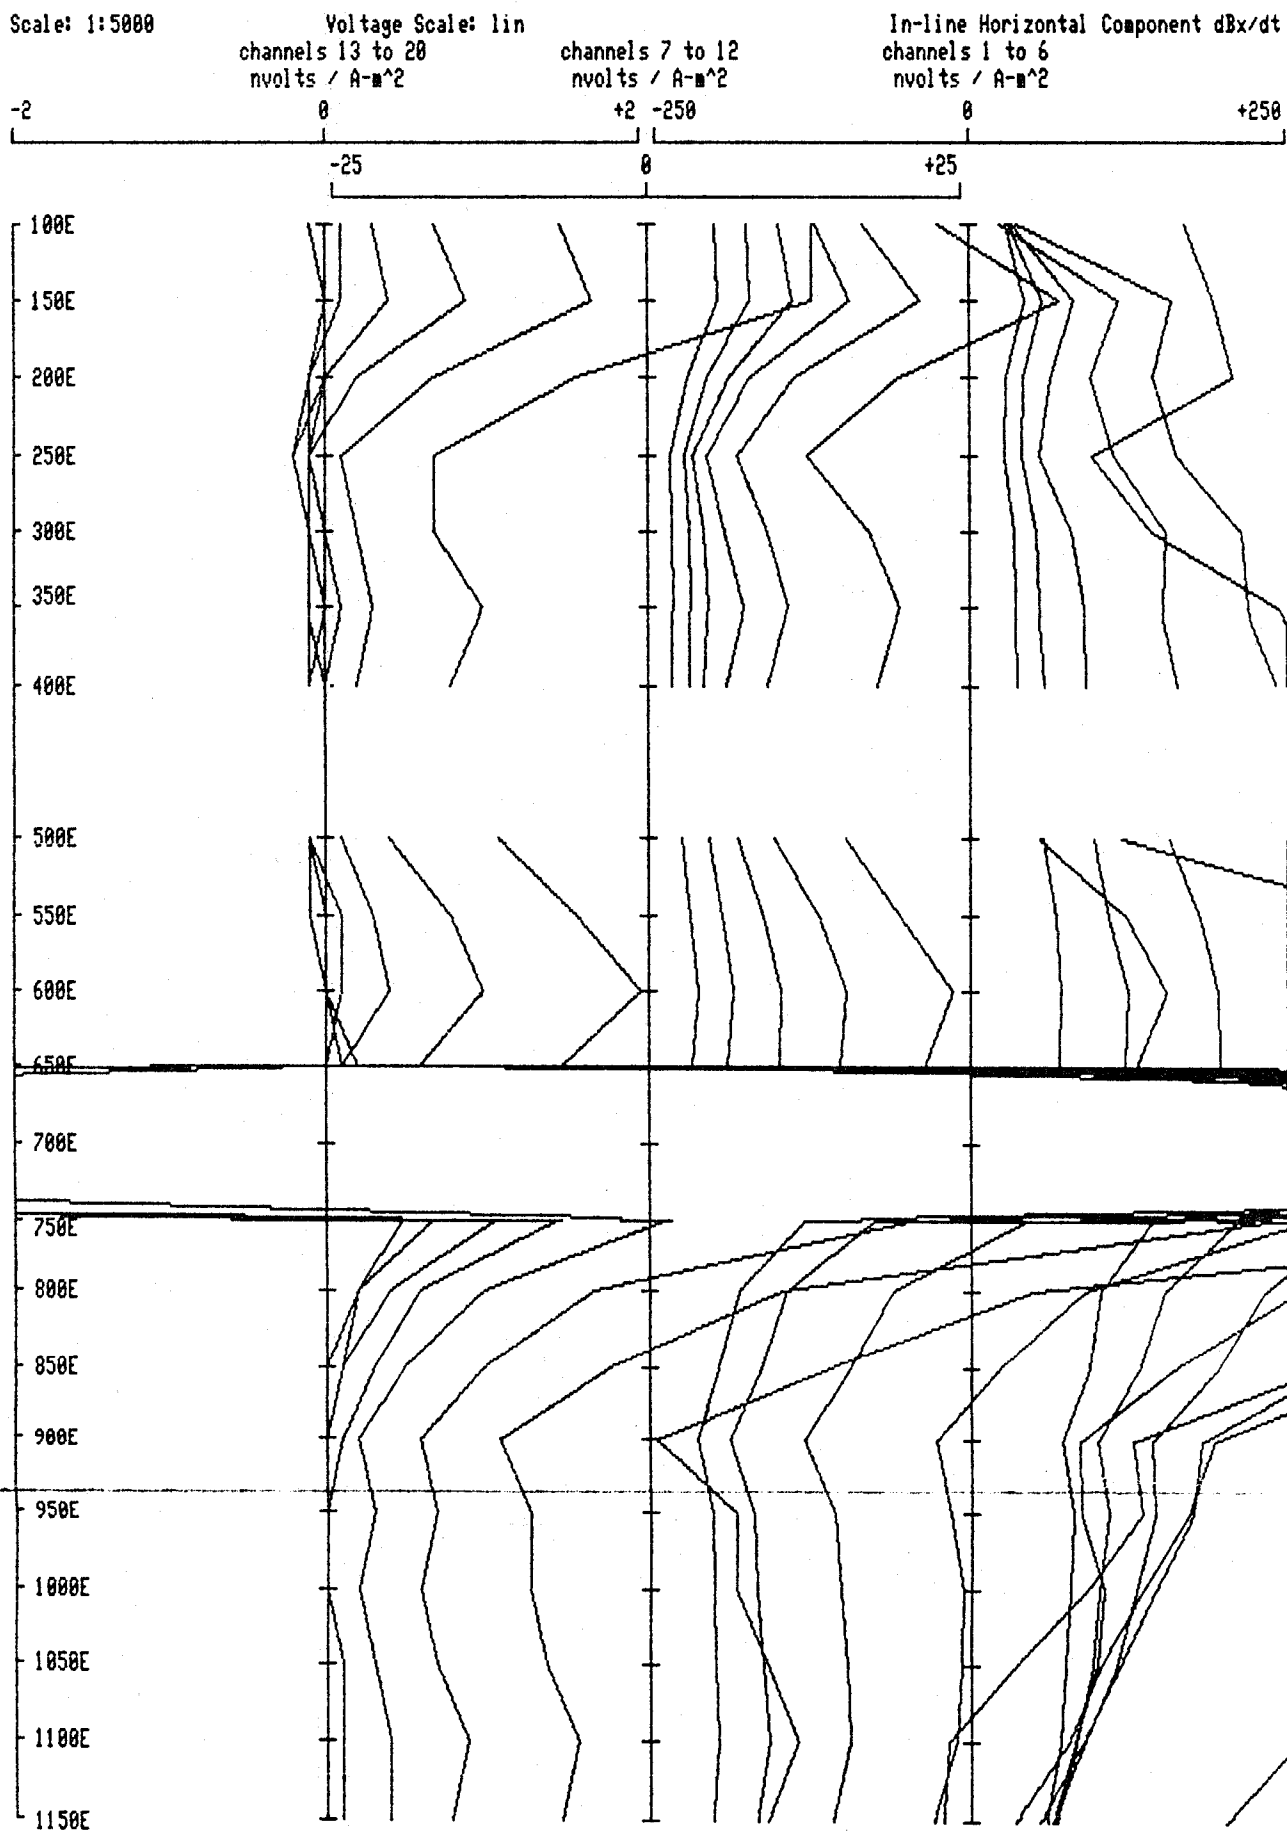 Scale: 1:5000 Voltage Scale: lin In-line Horizontal Component dBx/dt
channels 13 to 20 channels 7 to 12 channels 1 to 6
nvolts / A-m^2 nvolts / A-m^2 nvolts / A-m^2
-2 0 +2 -250 0 +250
-25 0 +25
100E
150E
200E
250E
300E
350E
400E
500E
550E
600E
650E
700E
750E
800E
850E
900E
950E
1000E
1050E
1100E
1150E